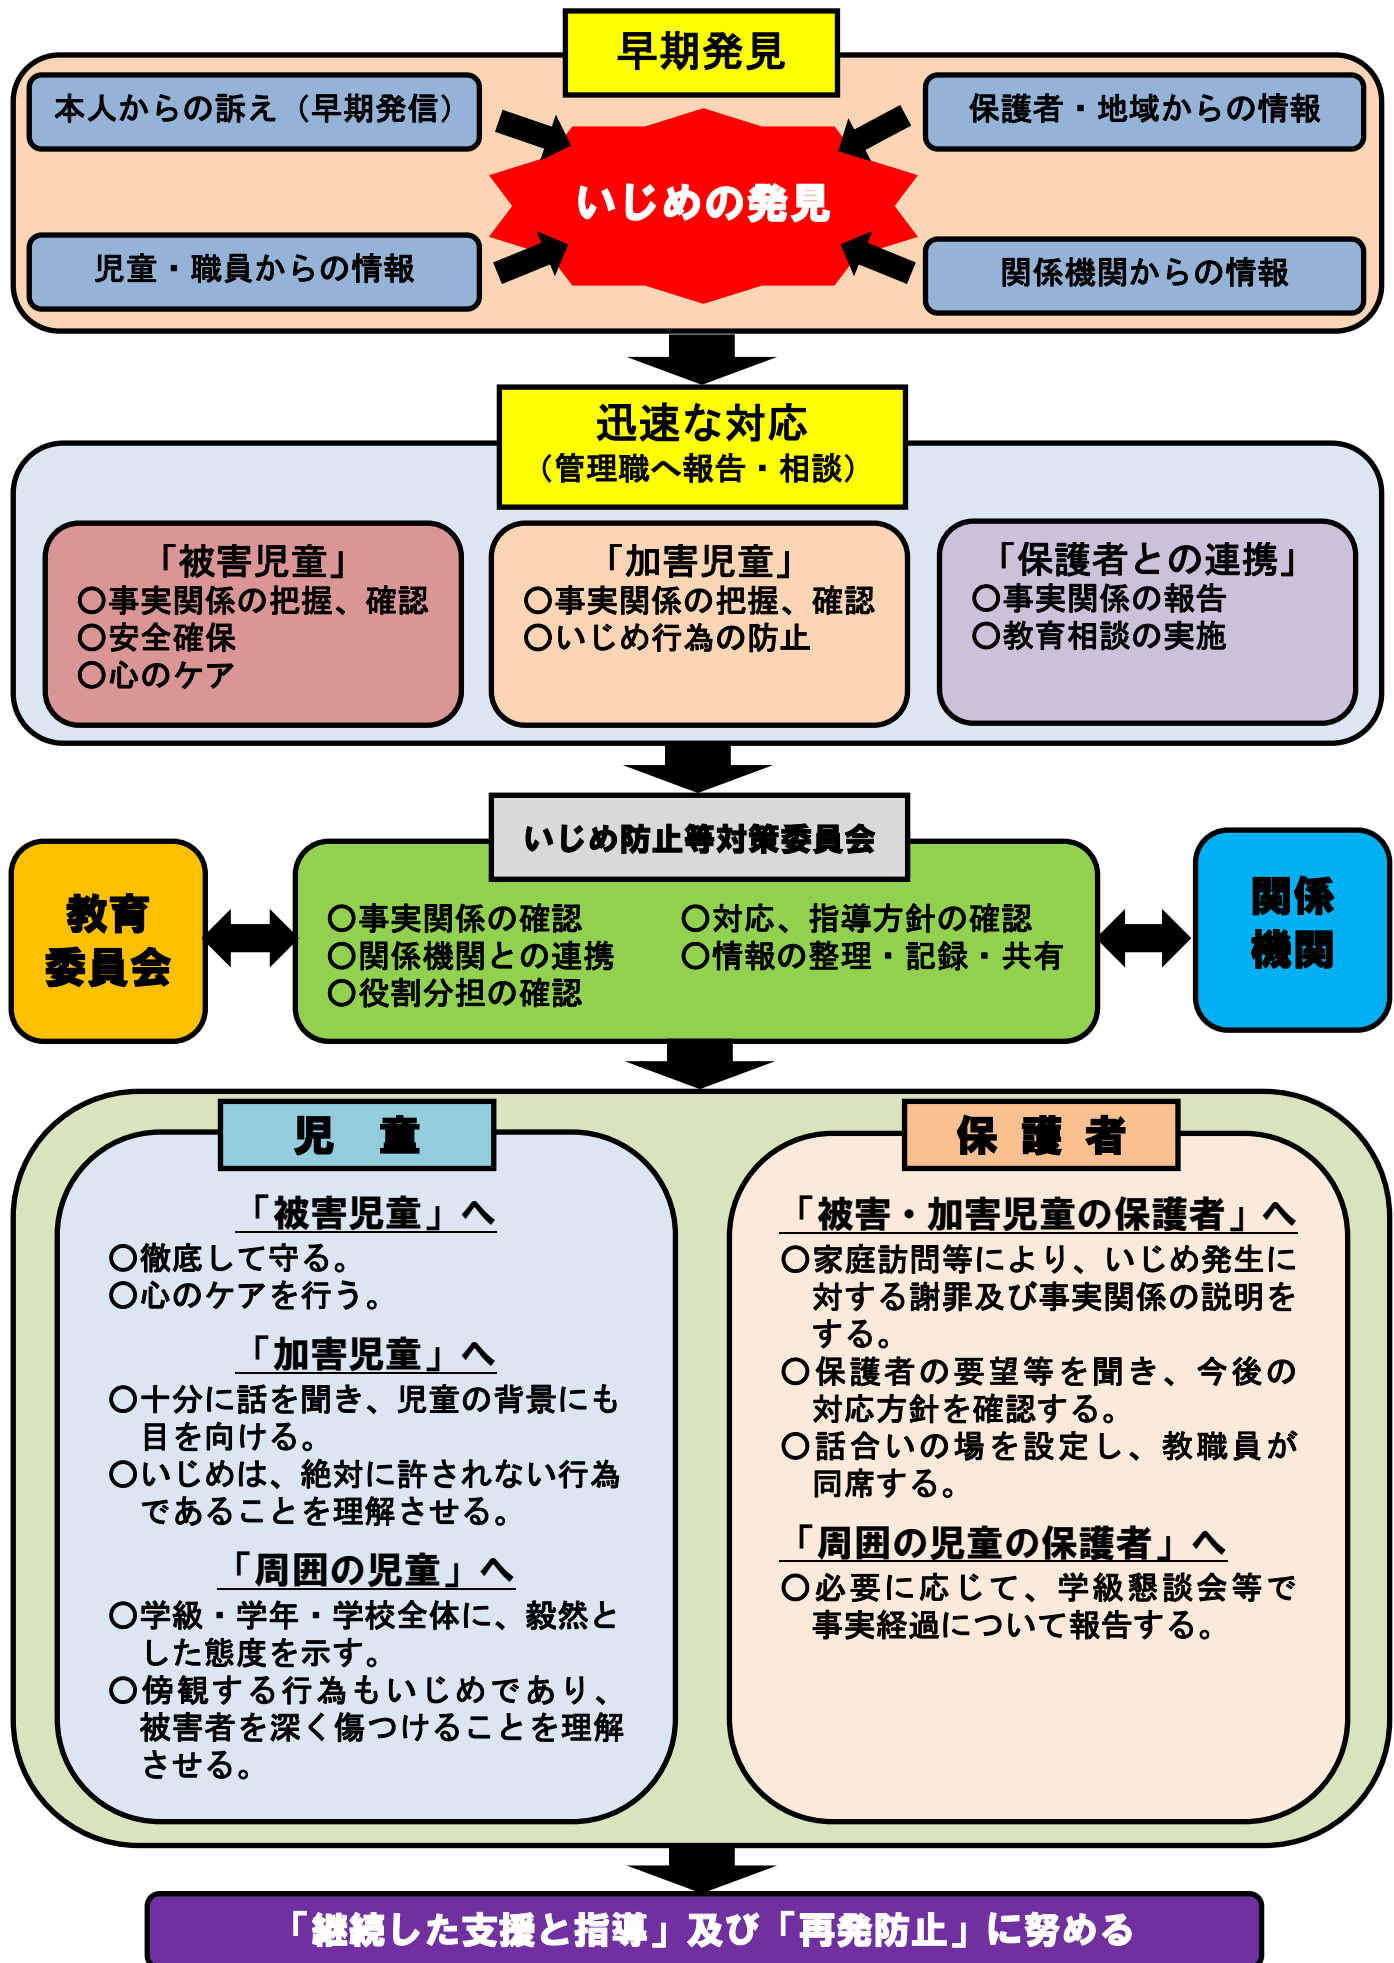 早期発見
本人からの訴え（早期発信）
保護者・地域からの情報
いじめの発見
児童・職員からの情報
関係機関からの情報
迅速な対応
（管理職へ報告・相談）
「被害児童」
〇事実関係の把握、確認
〇安全確保
〇心のケア
「加害児童」
〇事実関係の把握、確認
〇いじめ行為の防止
「保護者との連携」
〇事実関係の報告
〇教育相談の実施
いじめ防止等対策委員会
教育
委員会
〇事実関係の確認
〇関係機関との連携
〇役割分担の確認
〇対応、指導方針の確認
〇情報の整理・記録・共有
関係
機関
児　童
「被害児童」へ
〇徹底して守る。
〇心のケアを行う。
「加害児童」へ
〇十分に話を聞き、児童の背景にも
目を向ける。
〇いじめは、絶対に許されない行為
であることを理解させる。
「周囲の児童」へ
〇学級・学年・学校全体に、毅然と
した態度を示す。
〇傍観する行為もいじめであり、
被害者を深く傷つけることを理解
させる。
保 護 者
「被害・加害児童の保護者」へ
〇家庭訪問等により、いじめ発生に
対する謝罪及び事実関係の説明を
する。
〇保護者の要望等を聞き、今後の
対応方針を確認する。
〇話合いの場を設定し、教職員が
同席する。
「周囲の児童の保護者」へ
〇必要に応じて、学級懇談会等で
事実経過について報告する。
「継続した支援と指導」及び「再発防止」に努める